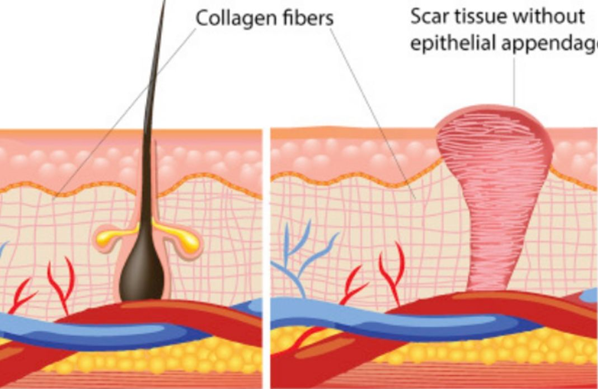 Collagen fibers
Scar tissue without
epithelial appendag